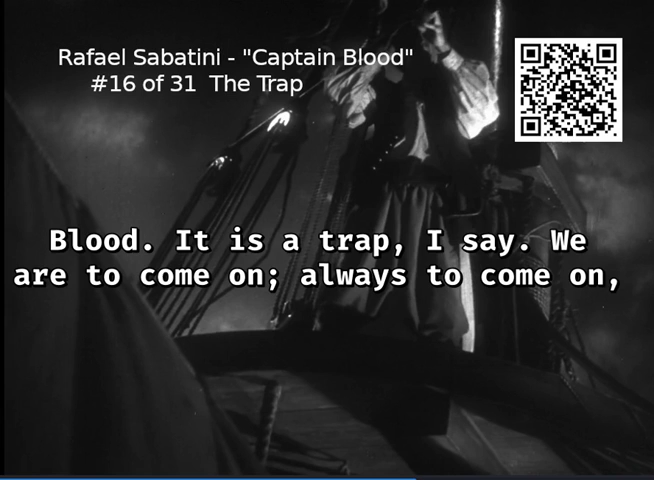 Rafael Sabatini - "Captain Blood"
#16 of 31 The Trap
Blood. It is a trap, I say. We
are to come on; always to come on,